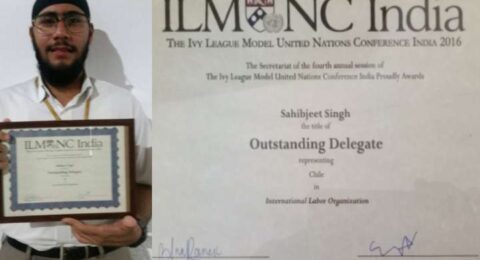 ILMUNC India
ILMUNC India
THE IVY LEAGUE MODEL UNITED NATIONS CONFERENCE INDIA 2016
The Secretariat of the fourth annual session of
The Ivy League Model United Nations Conference India Proudly Awards
Sahibjeet Singh
the title of
Outstanding Delegate
representing
Chile
in
International Labor Organization